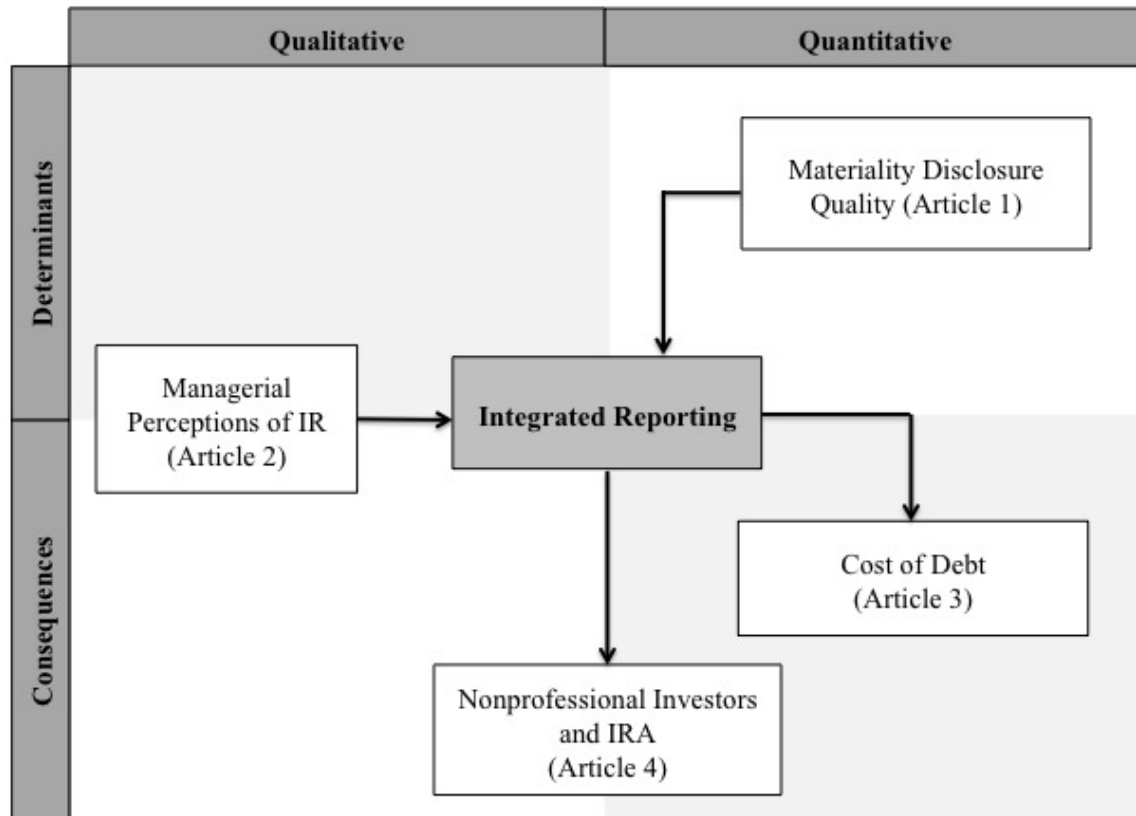 Qualitative
Quantitative
Determinants
Materiality Disclosure
Quality (Article 1)
Managerial
Perceptions of IR
(Article 2)
Integrated Reporting
Consequences
Cost of Debt
(Article 3)
Nonprofessional Investors
and IRA
(Article 4)